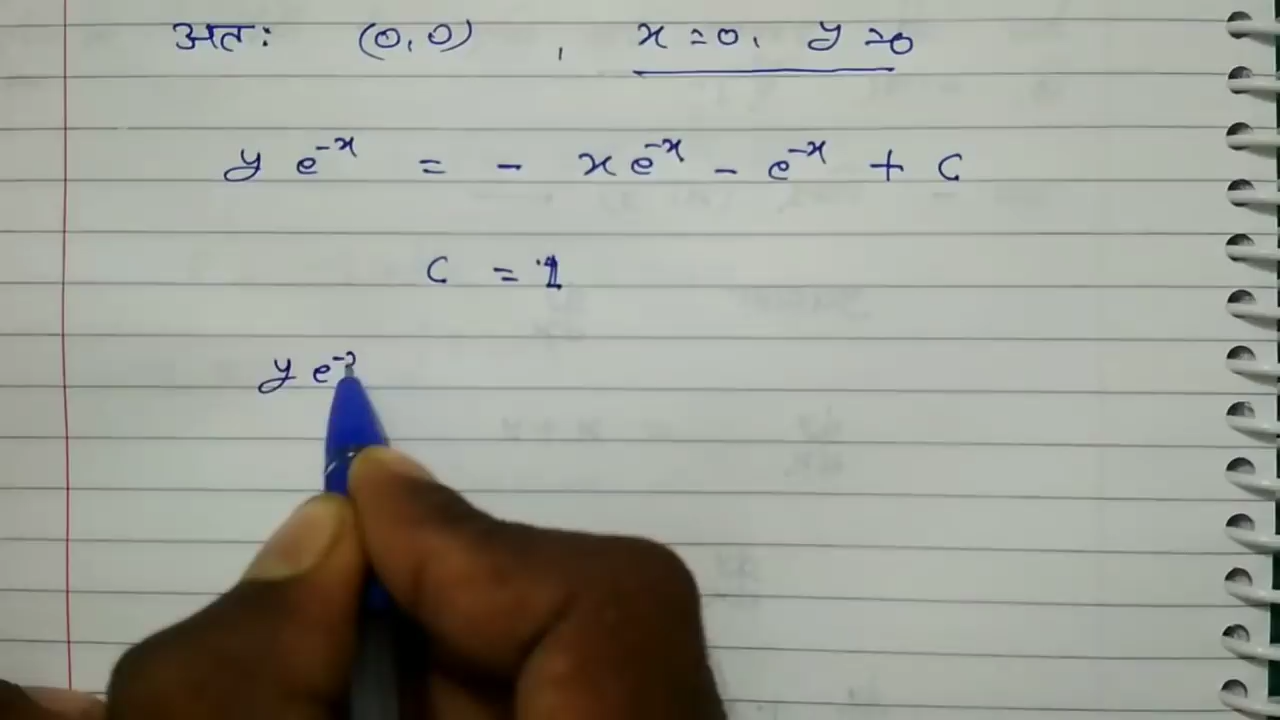 अतः (0,0) , x=0, y=0
y e^{-x} = - x e^{-x} - e^{-x} + C
C = 1
y e^-